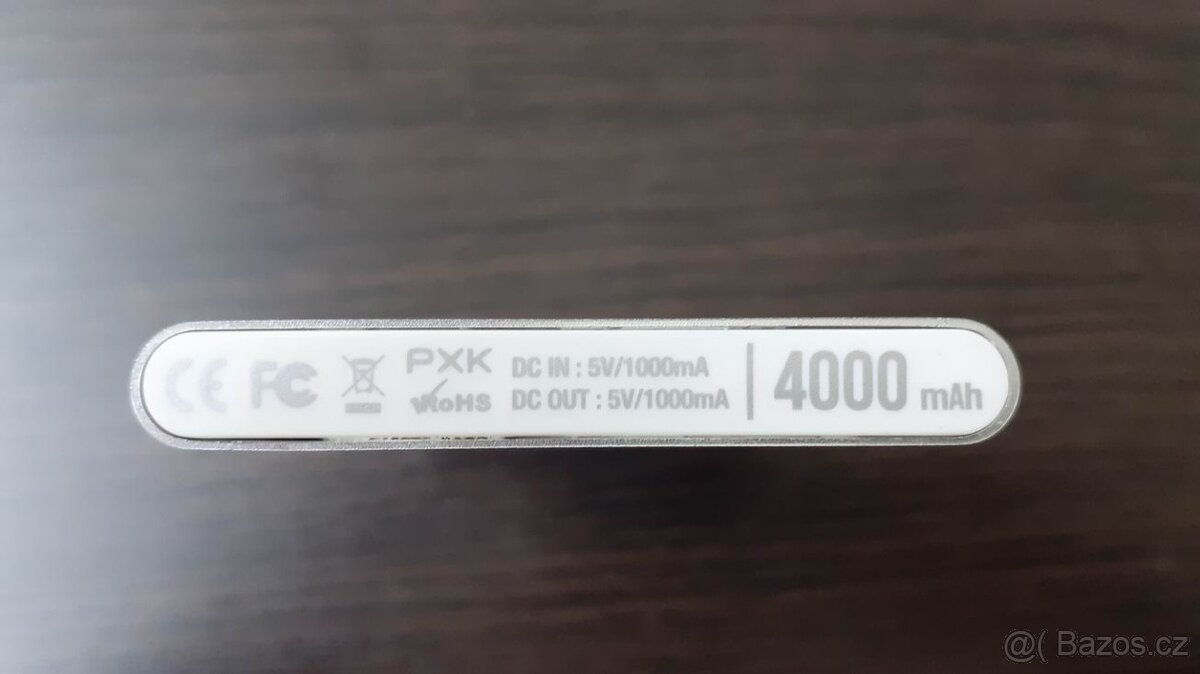 CE FC PXK
RoHS
DC IN : 5V/1000mA
DC OUT : 5V/1000mA
4000 mAh
@( Bazos.cz